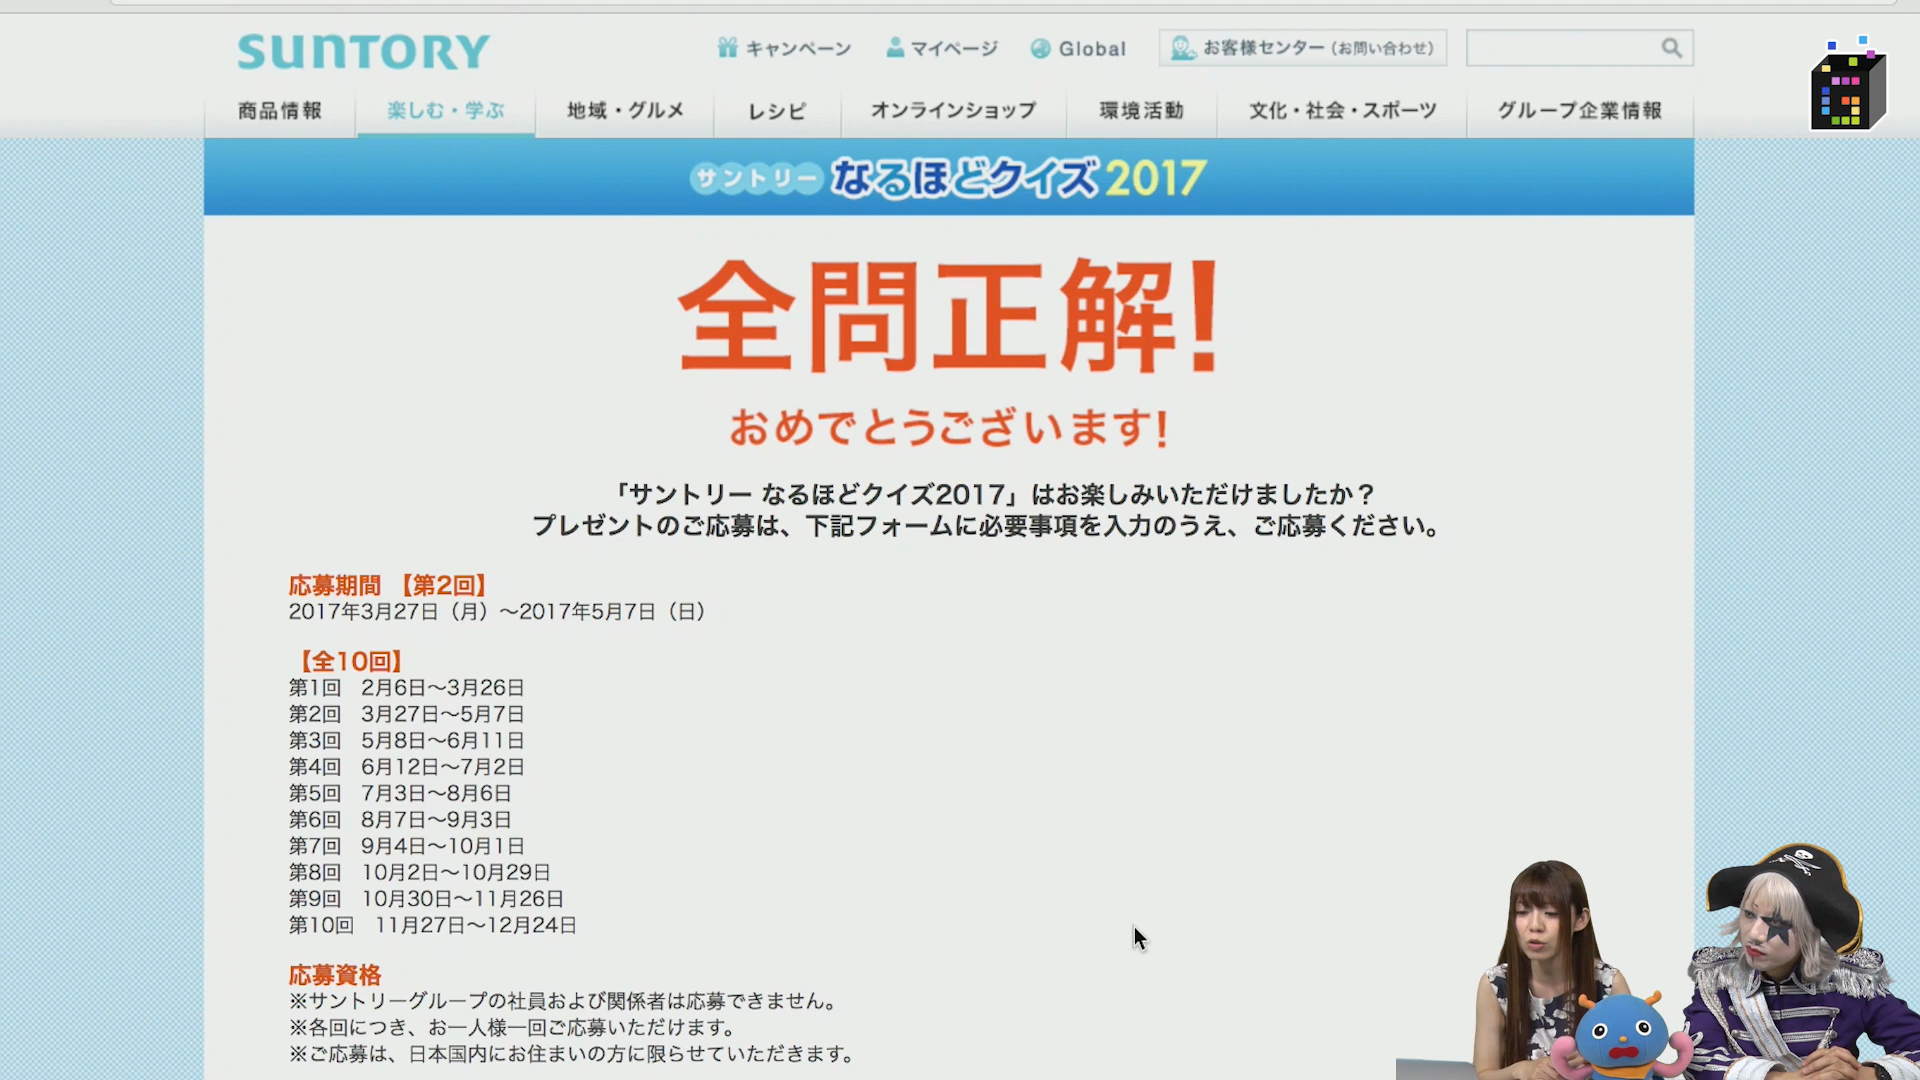 SUNTORY
キャンペーン マイページ Global お客様センター (お問い合わせ)
商品情報 楽しむ・学ぶ 地域・グルメ レシピ オンラインショップ 環境活動 文化・社会・スポーツ グループ企業情報
サントリー なるほどクイズ2017
全問正解!
おめでとうございます!
「サントリー なるほどクイズ2017」はお楽しみいただけましたか？
プレゼントのご応募は、下記フォームに必要事項を入力のうえ、ご応募ください。
応募期間 【第2回】
2017年3月27日（月）～2017年5月7日（日）
【全10回】
第1回　2月6日～3月26日
第2回　3月27日～5月7日
第3回　5月8日～6月11日
第4回　6月12日～7月2日
第5回　7月3日～8月6日
第6回　8月7日～9月3日
第7回　9月4日～10月1日
第8回　10月2日～10月29日
第9回　10月30日～11月26日
第10回　11月27日～12月24日
応募資格
※サントリーグループの社員および関係者は応募できません。
※各回につき、お一人様一回ご応募いただけます。
※ご応募は、日本国内にお住まいの方に限らせていただきます。